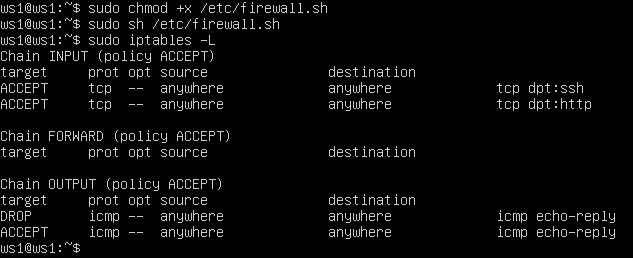 ws1@ws1:~$ sudo chmod +x /etc/firewall.sh
ws1@ws1:~$ sudo sh /etc/firewall.sh
ws1@ws1:~$ sudo iptables -L
Chain INPUT (policy ACCEPT)
target     prot opt source               destination
ACCEPT     tcp  --  anywhere             anywhere             tcp dpt:ssh
ACCEPT     tcp  --  anywhere             anywhere             tcp dpt:http

Chain FORWARD (policy ACCEPT)
target     prot opt source               destination

Chain OUTPUT (policy ACCEPT)
target     prot opt source               destination
DROP       icmp --  anywhere             anywhere             icmp echo-reply
ACCEPT     icmp --  anywhere             anywhere             icmp echo-reply
ws1@ws1:~$